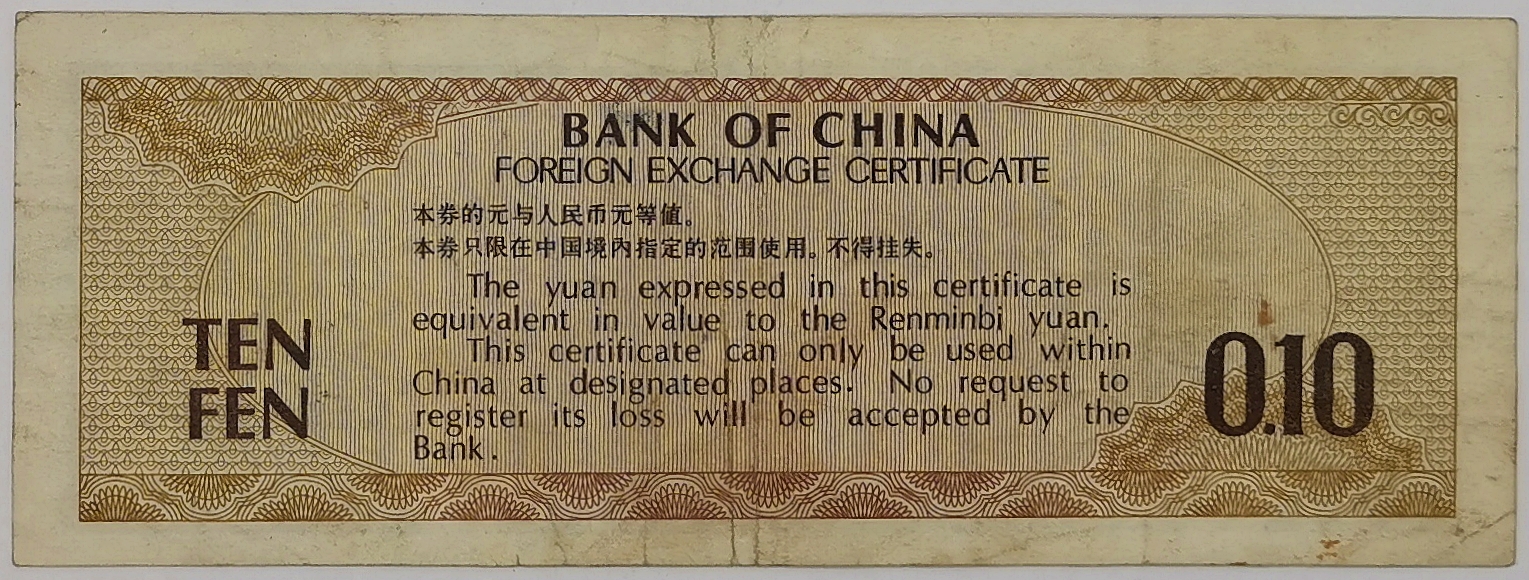 BANK OF CHINA
FOREIGN EXCHANGE CERTIFICATE
本券的元与人民币元等值。
本券只限在中国境内指定的范围使用。不得挂失。
The yuan expressed in this certificate is
equivalent in value to the Renminbi yuan.
This certificate can only be used within
China at designated places. No request to
register its loss will be accepted by the
Bank.
TEN
FEN
0.10